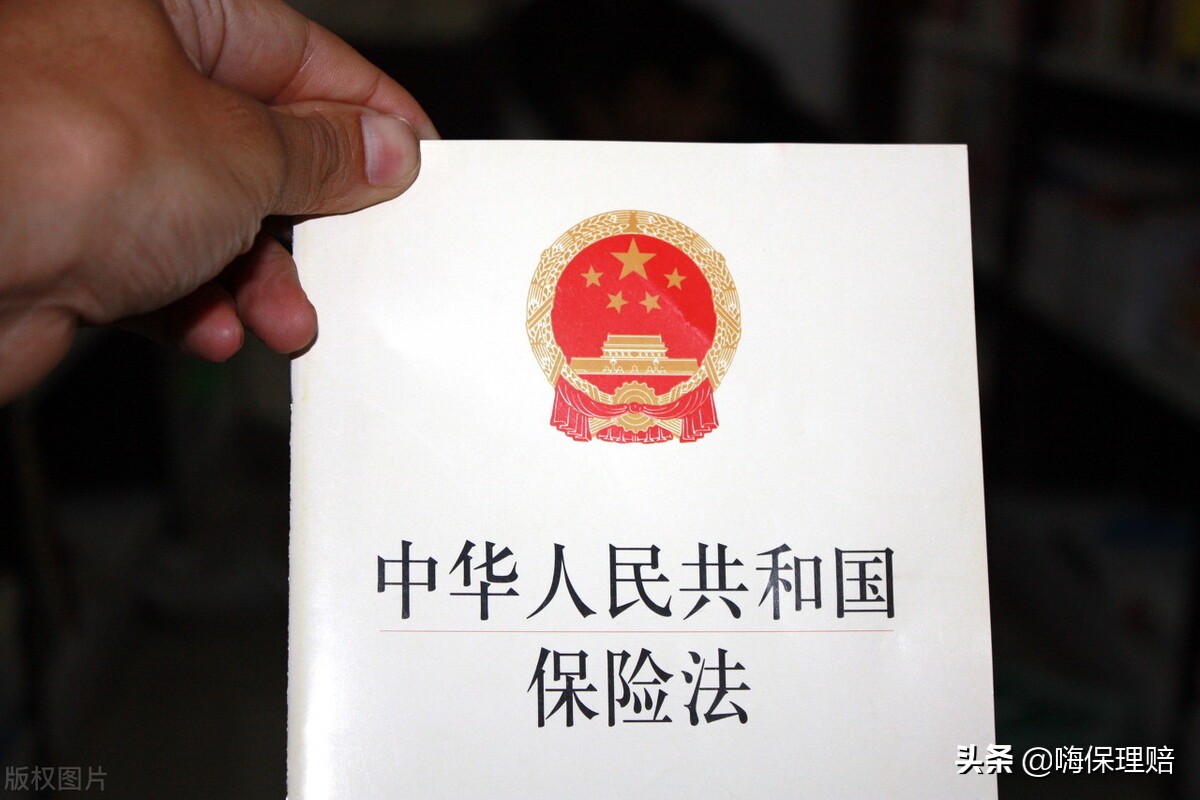 中华人民共和国
保险法
版权图片
头条 @嗨保理赔